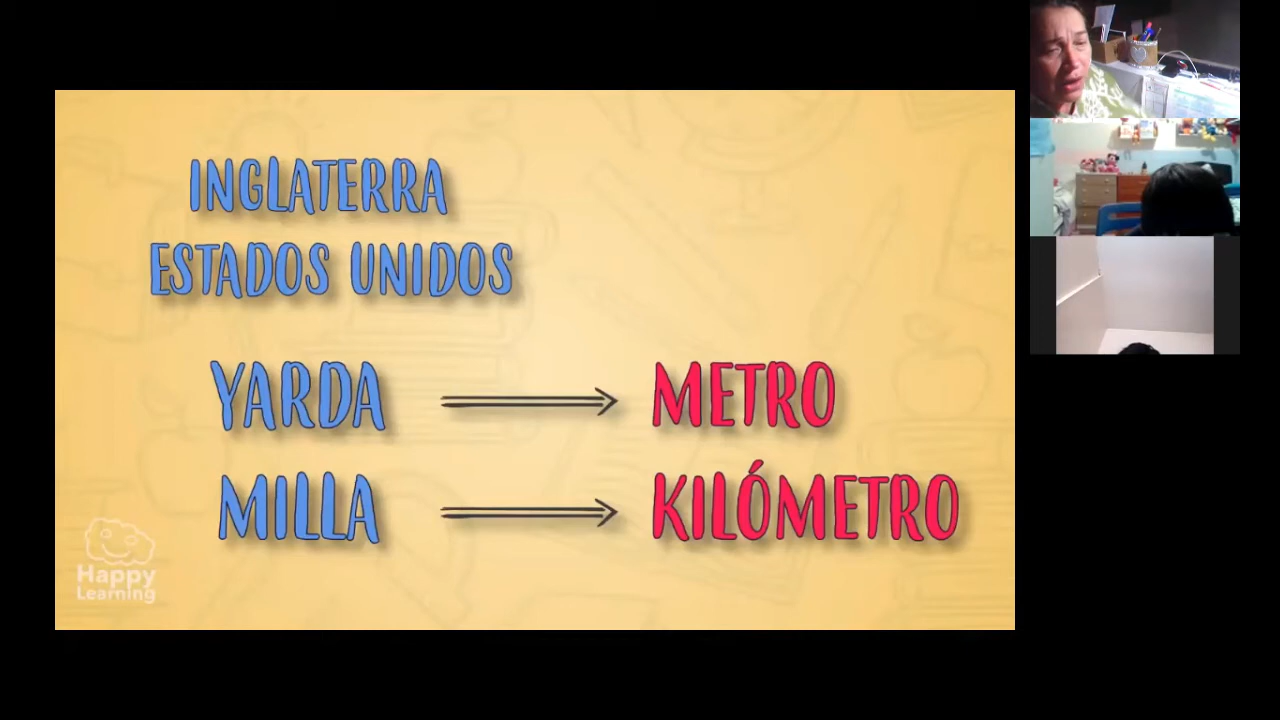 INGLATERRA
ESTADOS UNIDOS
YARDA METRO
MILLA KILÓMETRO
Happy
Learning